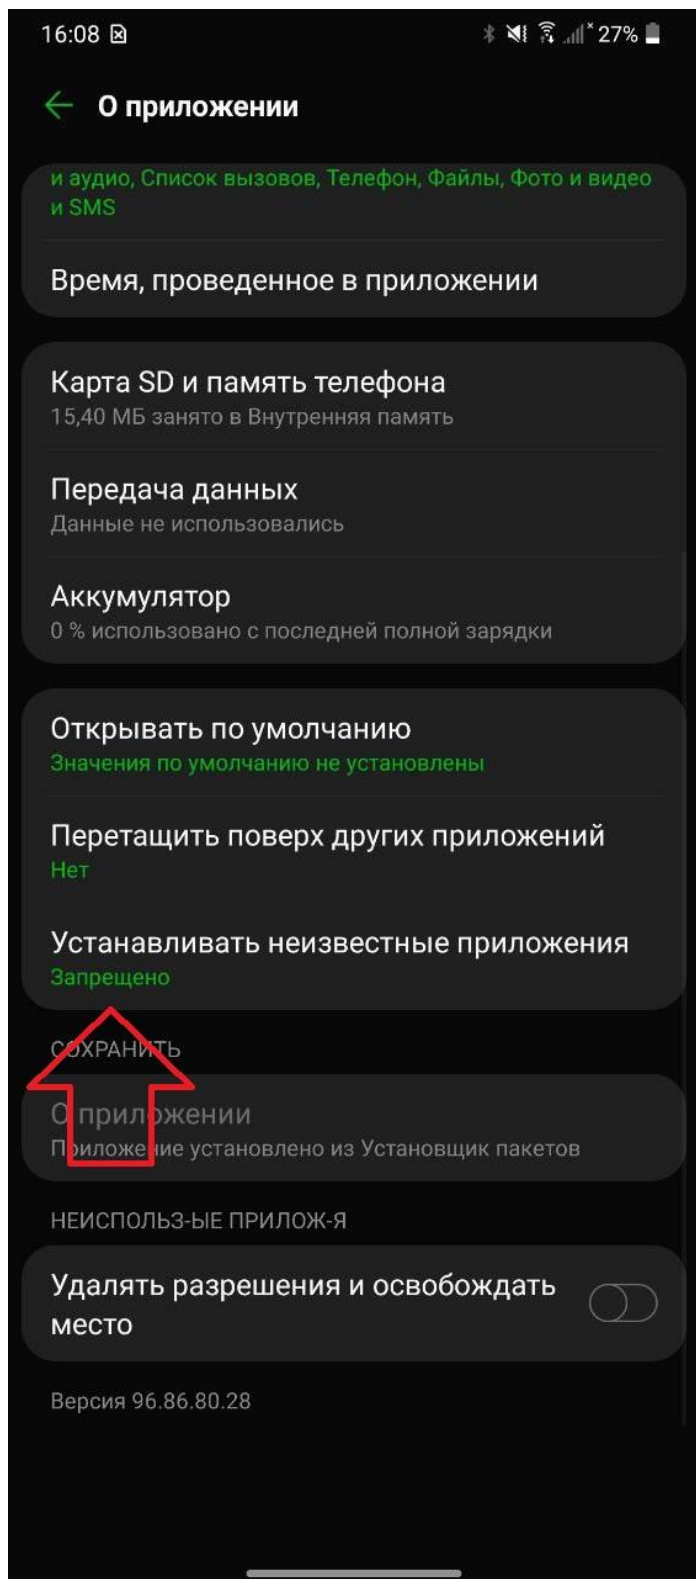 16:08
27%
О приложении
и аудио, Список вызовов, Телефон, Файлы, Фото и видео
и SMS
Время, проведенное в приложении
Карта SD и память телефона
15,40 МБ занято в Внутренняя память
Передача данных
Данные не использовались
Аккумулятор
0 % использовано с последней полной зарядки
Открывать по умолчанию
Значения по умолчанию не установлены
Перетащить поверх других приложений
Нет
Устанавливать неизвестные приложения
Запрещено
СОХРАНИТЬ
О приложении
Приложение установлено из Установщик пакетов
НЕИСПОЛЬЗ-ЫЕ ПРИЛОЖ-Я
Удалять разрешения и освобождать
место
Версия 96.86.80.28